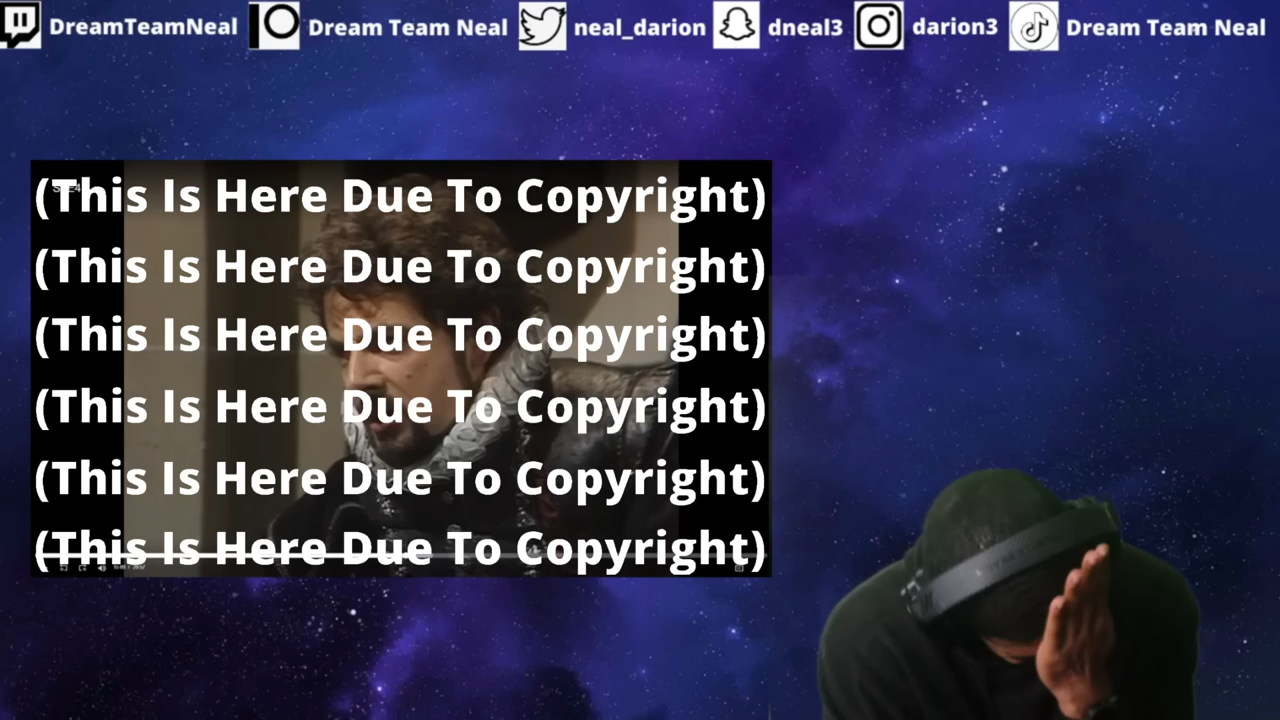 DreamTeamNeal Dream Team Neal neal_darion dneal3 darion3 Dream Team Neal
(This Is Here Due To Copyright)
(This Is Here Due To Copyright)
(This Is Here Due To Copyright)
(This Is Here Due To Copyright)
(This Is Here Due To Copyright)
(This Is Here Due To Copyright)